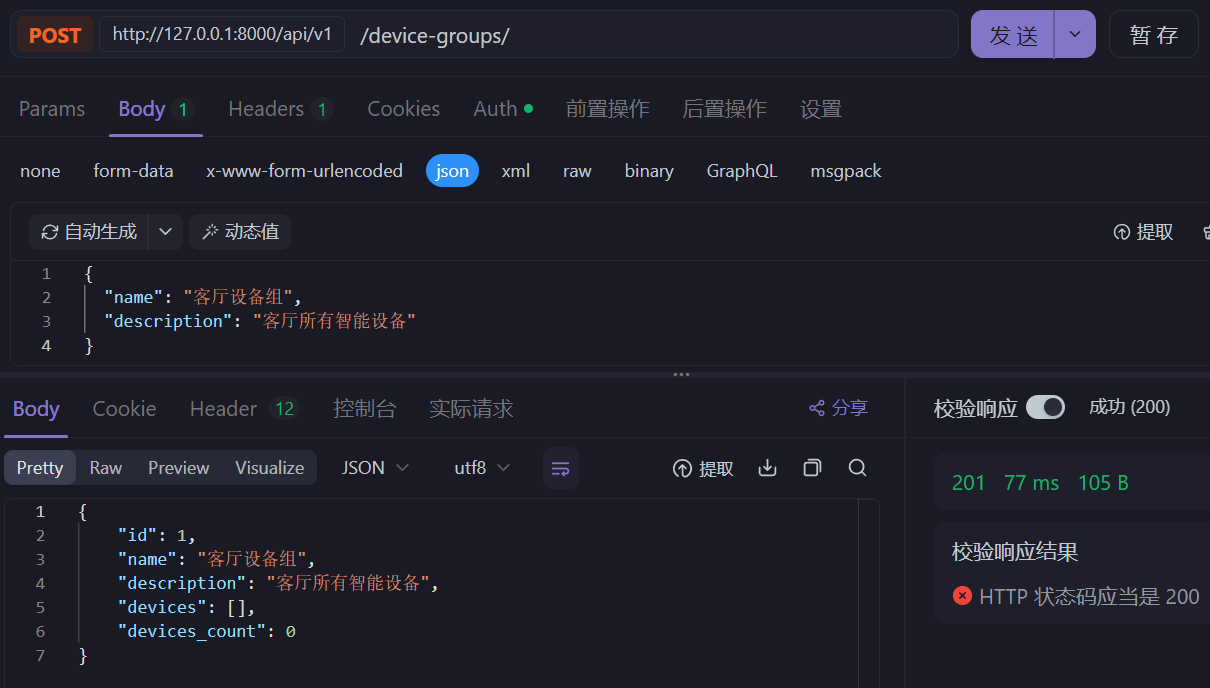 POST http://127.0.0.1:8000/api/v1 /device-groups/ 发 送 暂 存
Params Body 1 Headers 1 Cookies Auth 前置操作 后置操作 设置
none form-data x-www-form-urlencoded json xml raw binary GraphQL msgpack
自动生成 动态值 提取
1 {
2 "name": "客厅设备组",
3 "description": "客厅所有智能设备"
4 }
Body Cookie Header 12 控制台 实际请求 分享
Pretty Raw Preview Visualize JSON utf8 提取
1 {
2 "id": 1,
3 "name": "客厅设备组",
4 "description": "客厅所有智能设备",
5 "devices": [],
6 "devices_count": 0
7 }
校验响应 成功 (200)
201 77 ms 105 B
校验响应结果
HTTP 状态码应当是 200